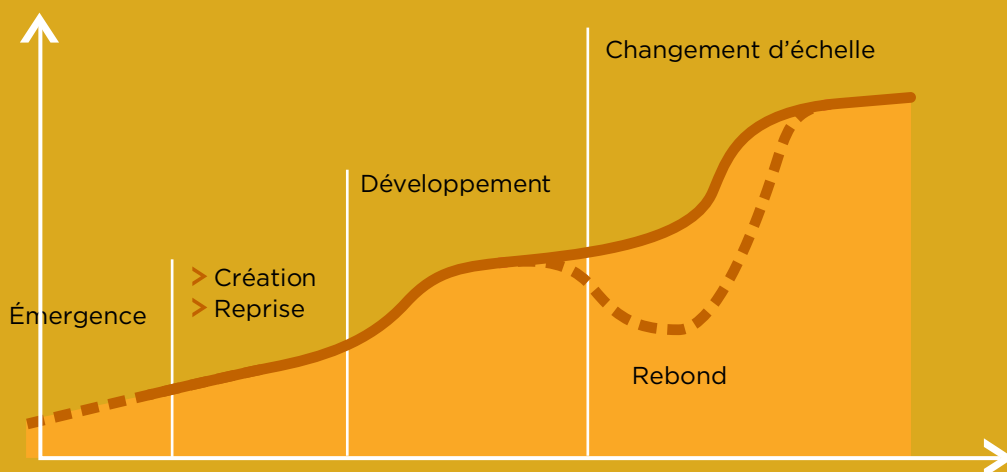 Changement d’échelle
Développement
> Création
> Reprise
Émergence
Rebond